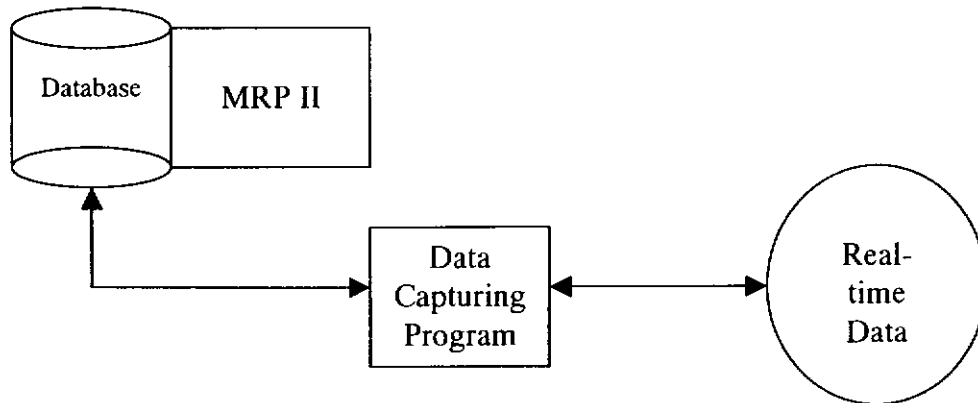 Database
MRP II
Data
Capturing
Program
Real-
time
Data